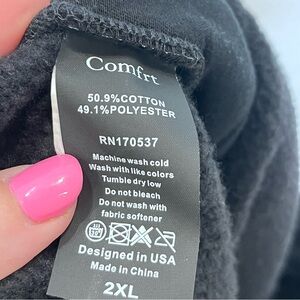 Comfrt
50.9%COTTON
49.1%POLYESTER
RN170537
Machine wash cold
Wash with like colors
Tumble dry low
Do not bleach
Do not wash with
fabric softener
Designed in USA
Made in China
2XL